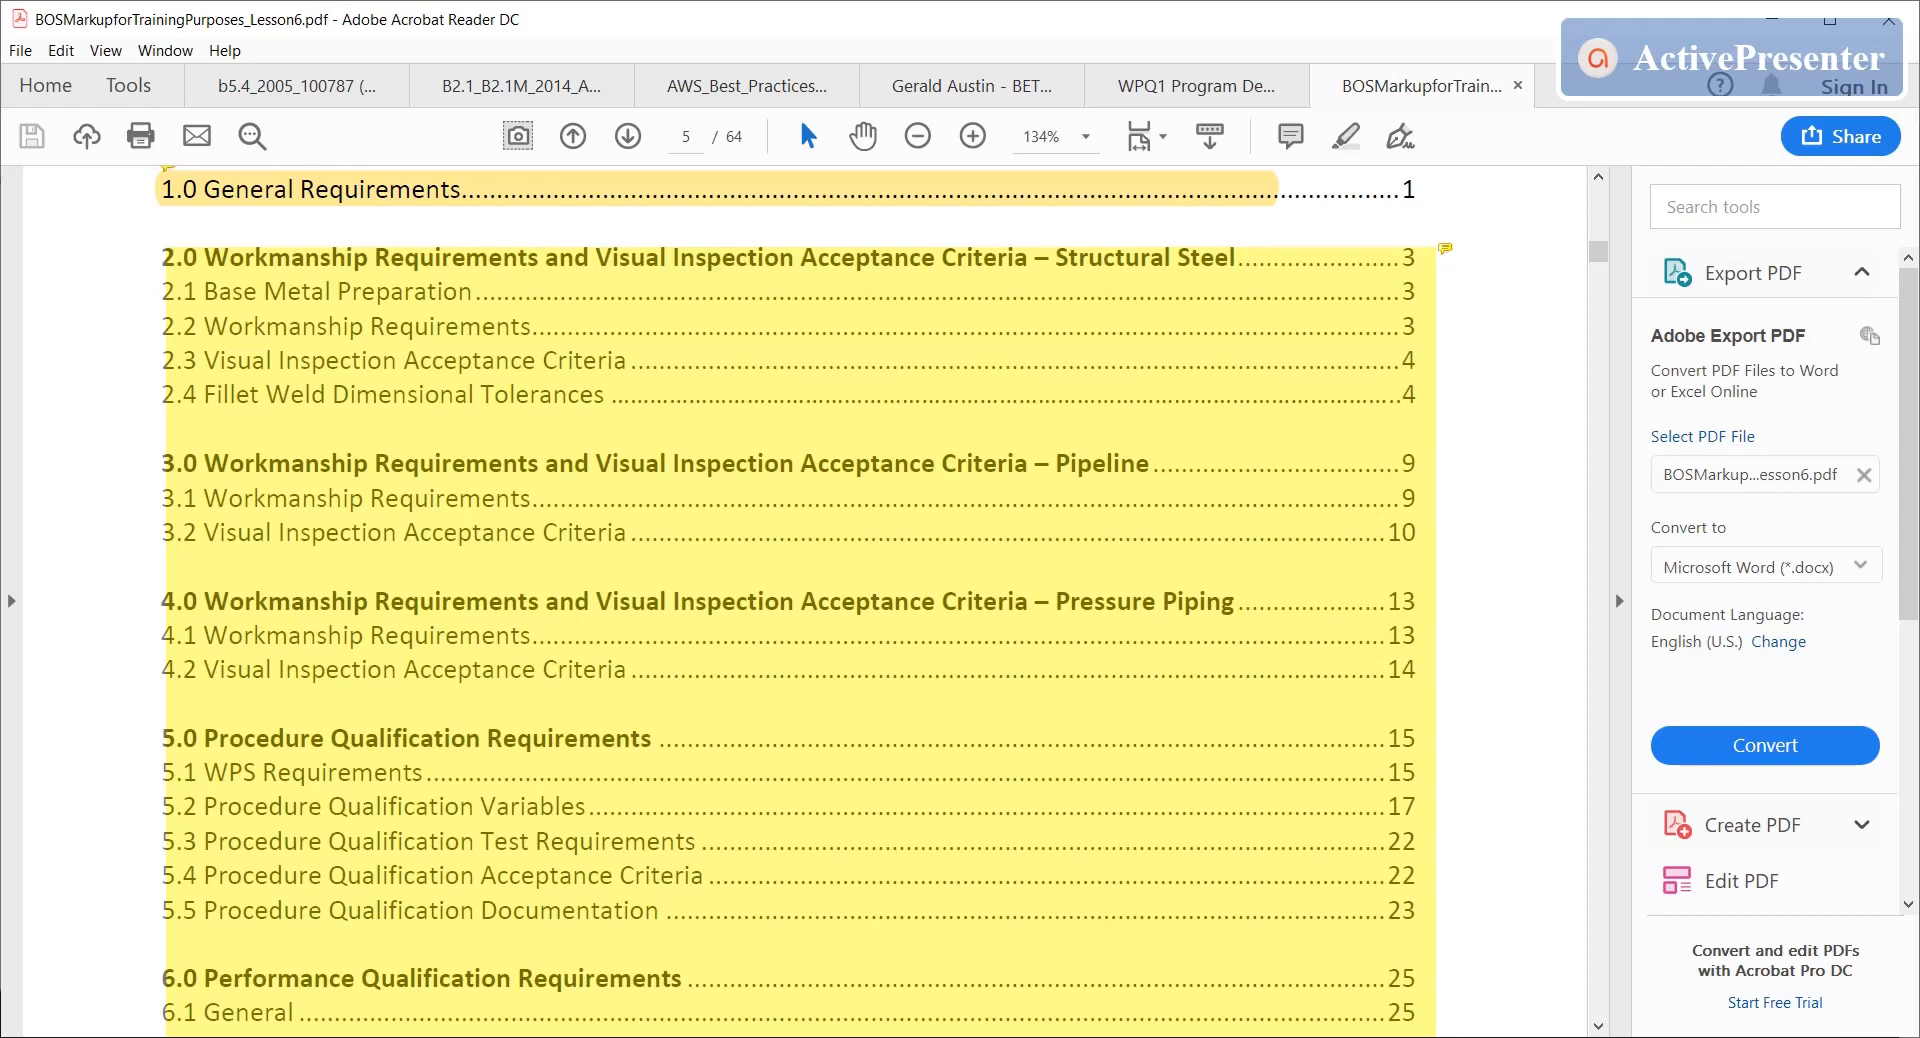 BOSMarkupforTrainingPurposes_Lesson6.pdf - Adobe Acrobat Reader DC
File Edit View Window Help
ActivePresenter
Home Tools b5.4_2005_100787 (... B2.1_B2.1M_2014_A... AWS_Best_Practices... Gerald Austin - BET... WPQ1 Program De... BOSMarkupforTrain... × Sign In
5 / 64 134% Share
1.0 General Requirements 1
2.0 Workmanship Requirements and Visual Inspection Acceptance Criteria – Structural Steel 3
2.1 Base Metal Preparation 3
2.2 Workmanship Requirements 3
2.3 Visual Inspection Acceptance Criteria 4
2.4 Fillet Weld Dimensional Tolerances 4
3.0 Workmanship Requirements and Visual Inspection Acceptance Criteria – Pipeline 9
3.1 Workmanship Requirements 9
3.2 Visual Inspection Acceptance Criteria 10
4.0 Workmanship Requirements and Visual Inspection Acceptance Criteria – Pressure Piping 13
4.1 Workmanship Requirements 13
4.2 Visual Inspection Acceptance Criteria 14
5.0 Procedure Qualification Requirements 15
5.1 WPS Requirements 15
5.2 Procedure Qualification Variables 17
5.3 Procedure Qualification Test Requirements 22
5.4 Procedure Qualification Acceptance Criteria 22
5.5 Procedure Qualification Documentation 23
6.0 Performance Qualification Requirements 25
6.1 General 25
Search tools
Export PDF
Adobe Export PDF
Convert PDF Files to Word
or Excel Online
Select PDF File
BOSMarkup...esson6.pdf
Convert to
Microsoft Word (*.docx)
Document Language:
English (U.S.) Change
Convert
Create PDF
Edit PDF
Convert and edit PDFs
with Acrobat Pro DC
Start Free Trial